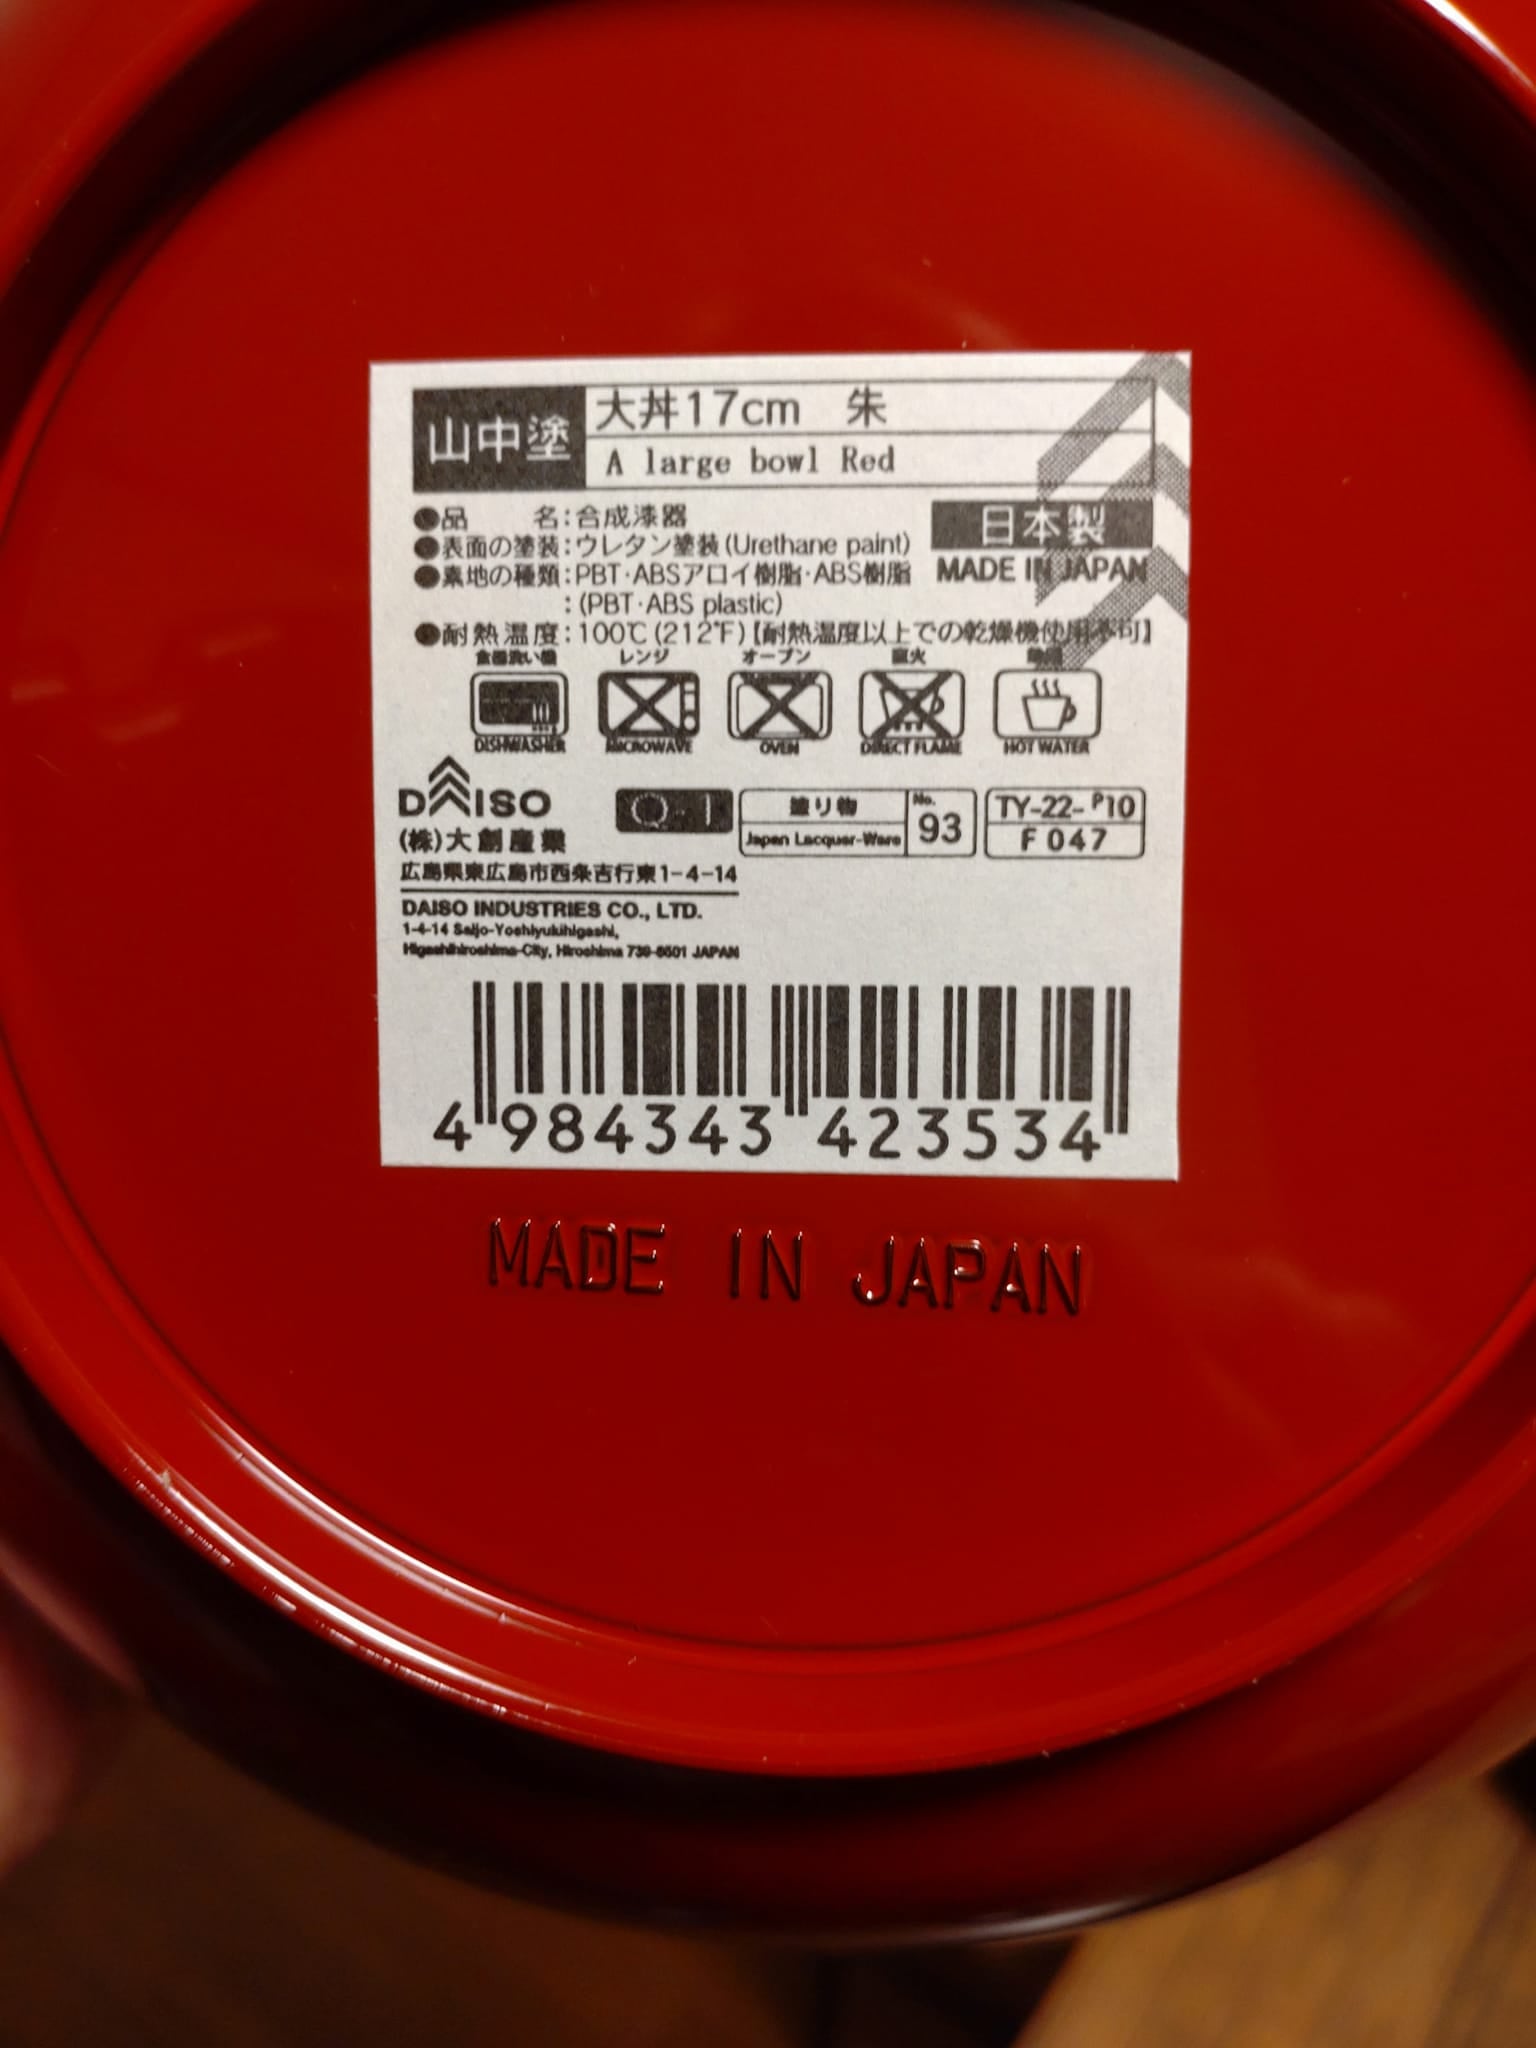 山中塗
大丼17cm 朱
A large bowl Red
●品 名:合成漆器
●表面の塗装:ウレタン塗装(Urethane paint)
●素地の種類:PBT・ABSアロイ樹脂・ABS樹脂
:(PBT・ABS plastic)
●耐熱温度:100℃(212℉)【耐熱温度以上での乾燥機使用不可】
日本製
MADE IN JAPAN
食器洗い機 レンジ オーブン 直火 熱湯
DISHWASHER MICROWAVE OVEN DIRECT FLAME HOT WATER
DAISO
(株)大創産業
Q-1
塗り物
Japan Lacquer-Ware
No.
93
TY-22-P10
F 047
広島県東広島市西条吉行東1-4-14
DAISO INDUSTRIES CO., LTD.
1-4-14 Saijo-Yoshiyukihigashi,
Higashihiroshima-City, Hiroshima 739-8501 JAPAN
4 984343 423534
MADE IN JAPAN